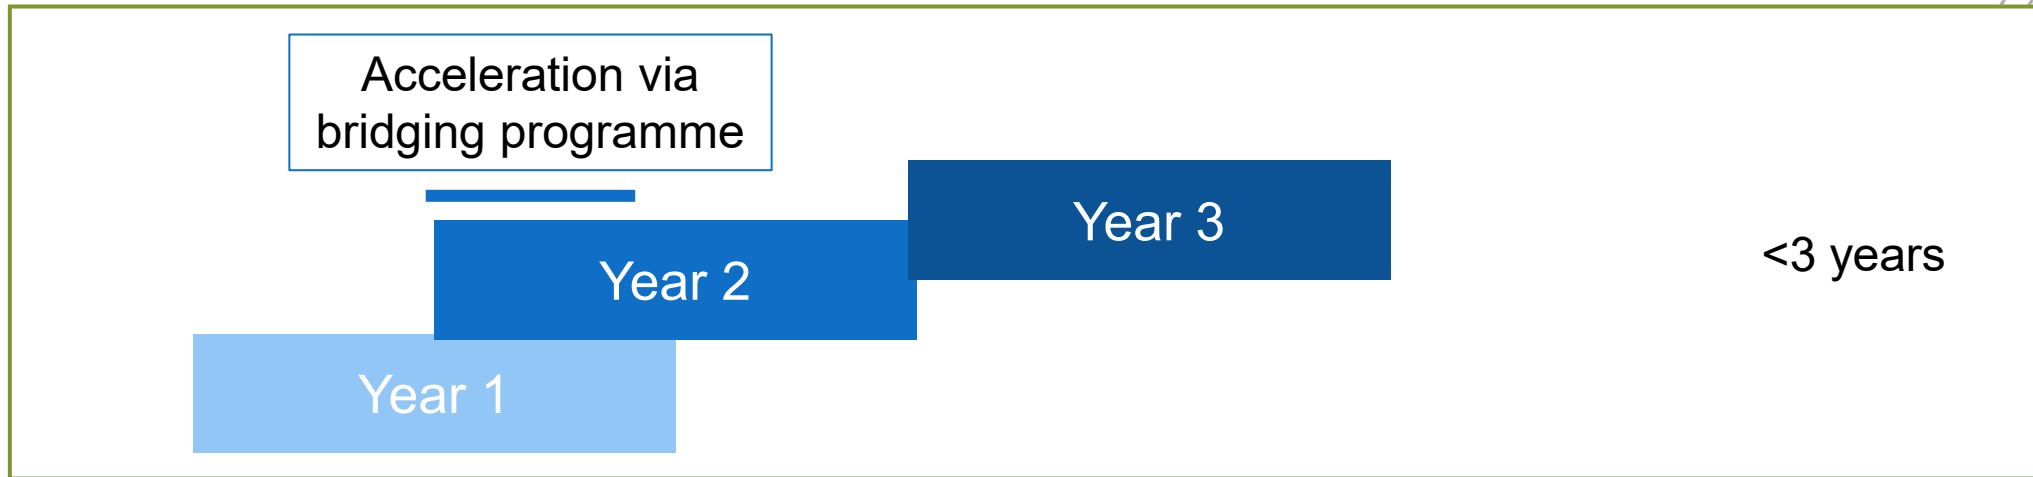 Acceleration via
bridging programme
Year 3
Year 2
<3 years
Year 1